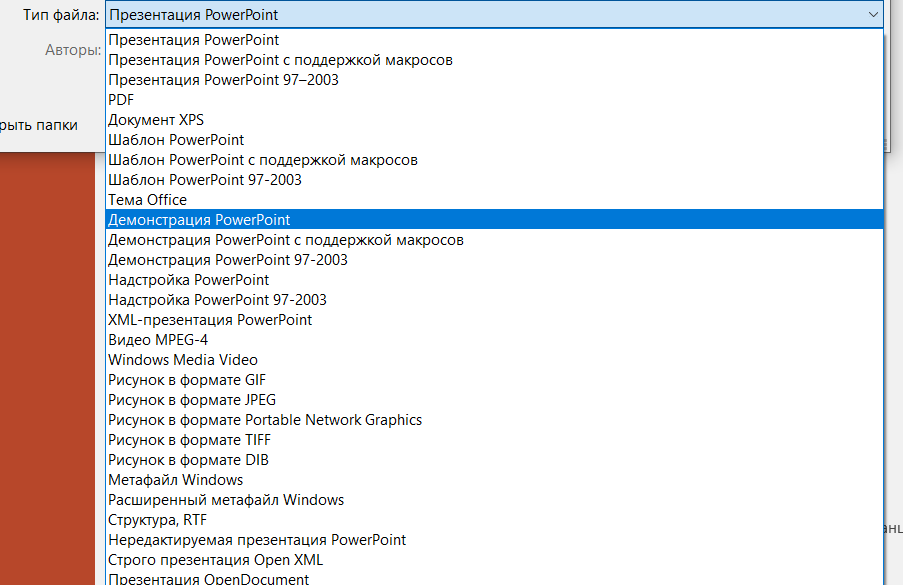 Тип файла: Презентация PowerPoint
Авторы: Презентация PowerPoint
Презентация PowerPoint с поддержкой макросов
Презентация PowerPoint 97–2003
PDF
Документ XPS
рыть папки
Шаблон PowerPoint
Шаблон PowerPoint с поддержкой макросов
Шаблон PowerPoint 97-2003
Тема Office
Демонстрация PowerPoint
Демонстрация PowerPoint с поддержкой макросов
Демонстрация PowerPoint 97-2003
Надстройка PowerPoint
Надстройка PowerPoint 97-2003
XML-презентация PowerPoint
Видео MPEG-4
Windows Media Video
Рисунок в формате GIF
Рисунок в формате JPEG
Рисунок в формате Portable Network Graphics
Рисунок в формате TIFF
Рисунок в формате DIB
Метафайл Windows
Расширенный метафайл Windows
Структура, RTF
Нередактируемая презентация PowerPoint
Строго презентация Open XML
Презентация OpenDocument